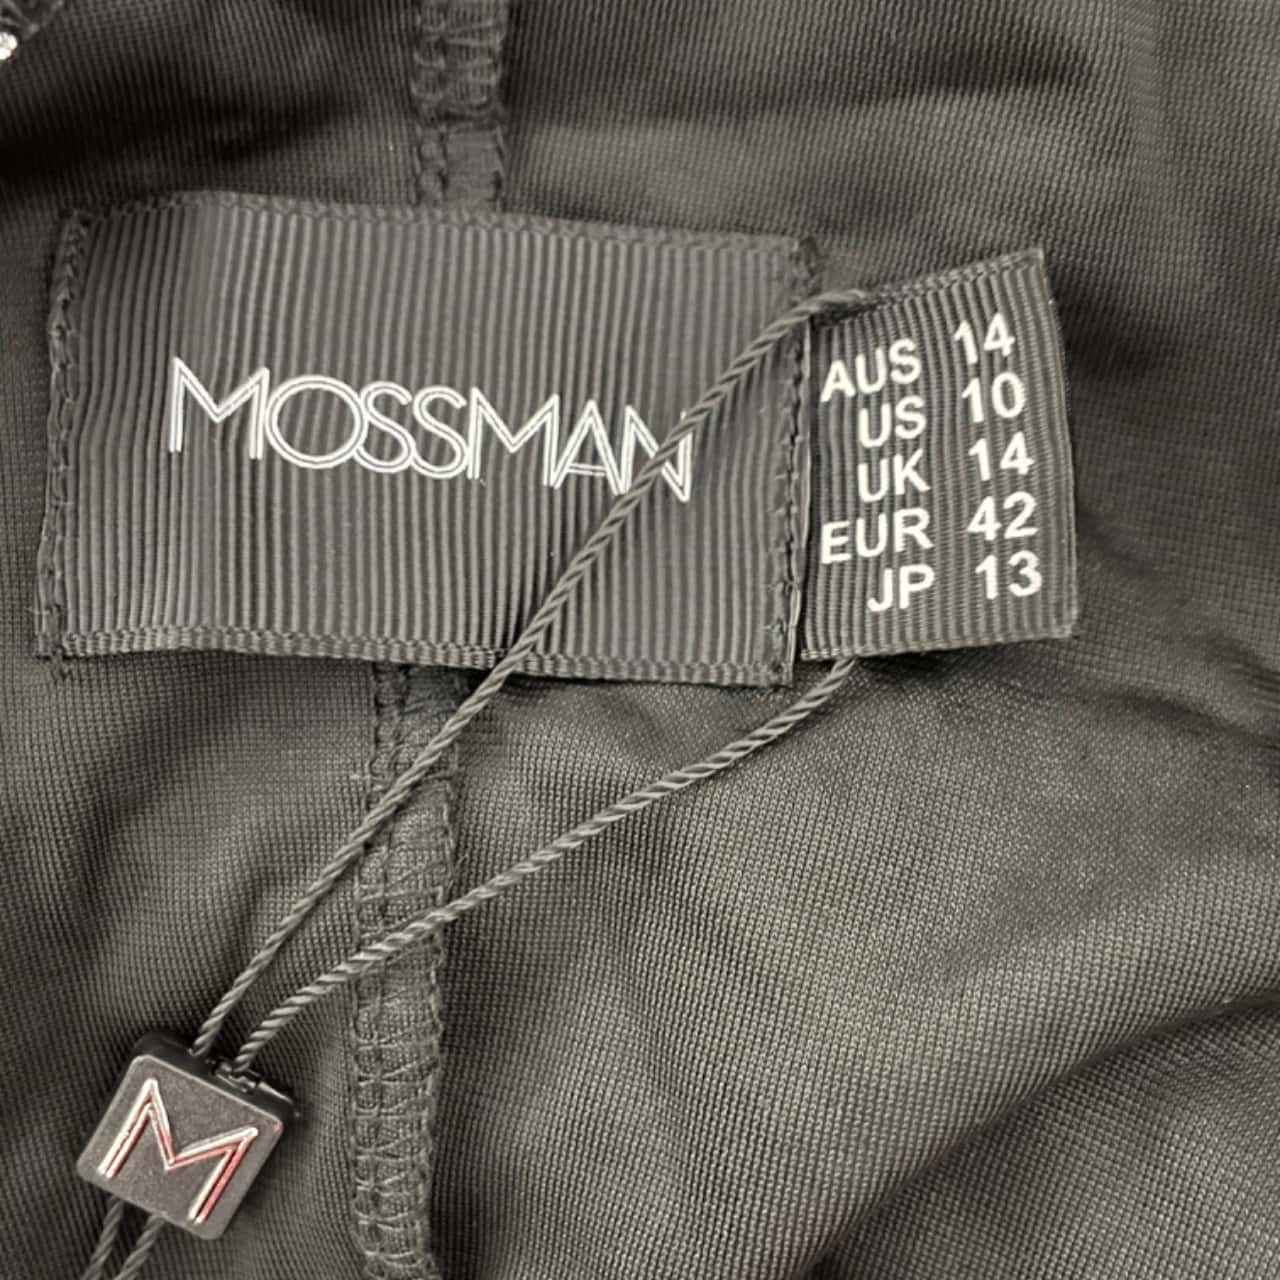 MOSSMAN
AUS 14
US 10
UK 14
EUR 42
JP 13
M